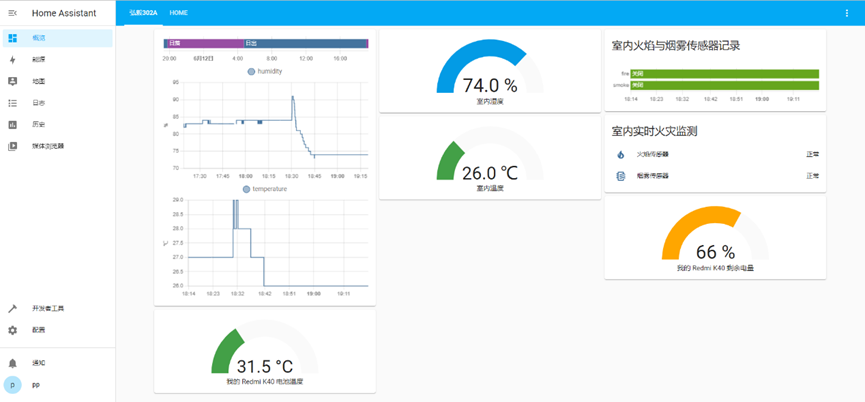 Home Assistant
弘毅302A HOME
概览
能源
地图
日志
历史
媒体浏览器
开发者工具
配置
通知
p pp
日落 日出
20:00 6月12日 4:00 8:00 12:00 16:00
humidity
95
90
85
%
80
75
70
17:30 17:45 18:00 18:15 18:30 18:45 19:00 19:15
temperature
29.0
28.5
28.0
27.5
℃
27.0
26.5
26.0
18:14 18:23 18:32 18:42 18:51 19:00 19:11
31.5 °C
我的 Redmi K40 电池温度
74.0 %
室内湿度
26.0 ℃
室内温度
室内火焰与烟雾传感器记录
fire 关闭
smoke 关闭
18:14 18:23 18:32 18:42 18:51 19:00 19:11
室内实时火灾监测
火焰传感器 正常
烟雾传感器 正常
66 %
我的 Redmi K40 剩余电量